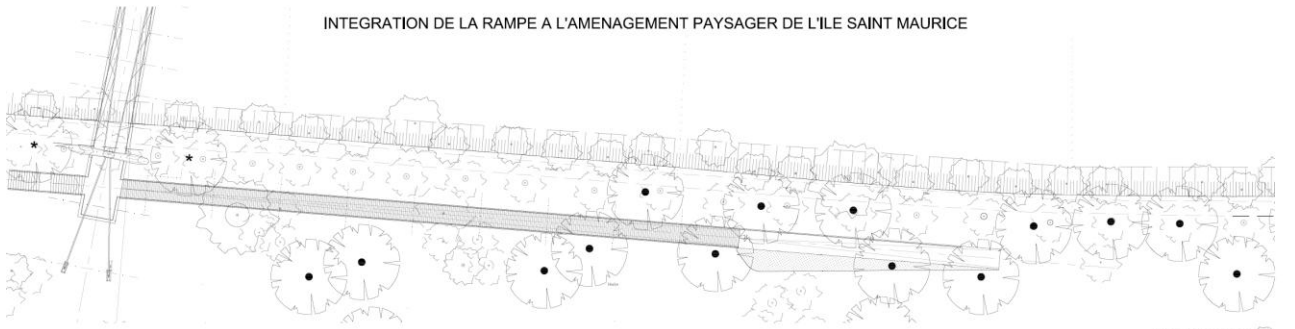 INTEGRATION DE LA RAMPE A L'AMENAGEMENT PAYSAGER DE L'ILE SAINT MAURICE